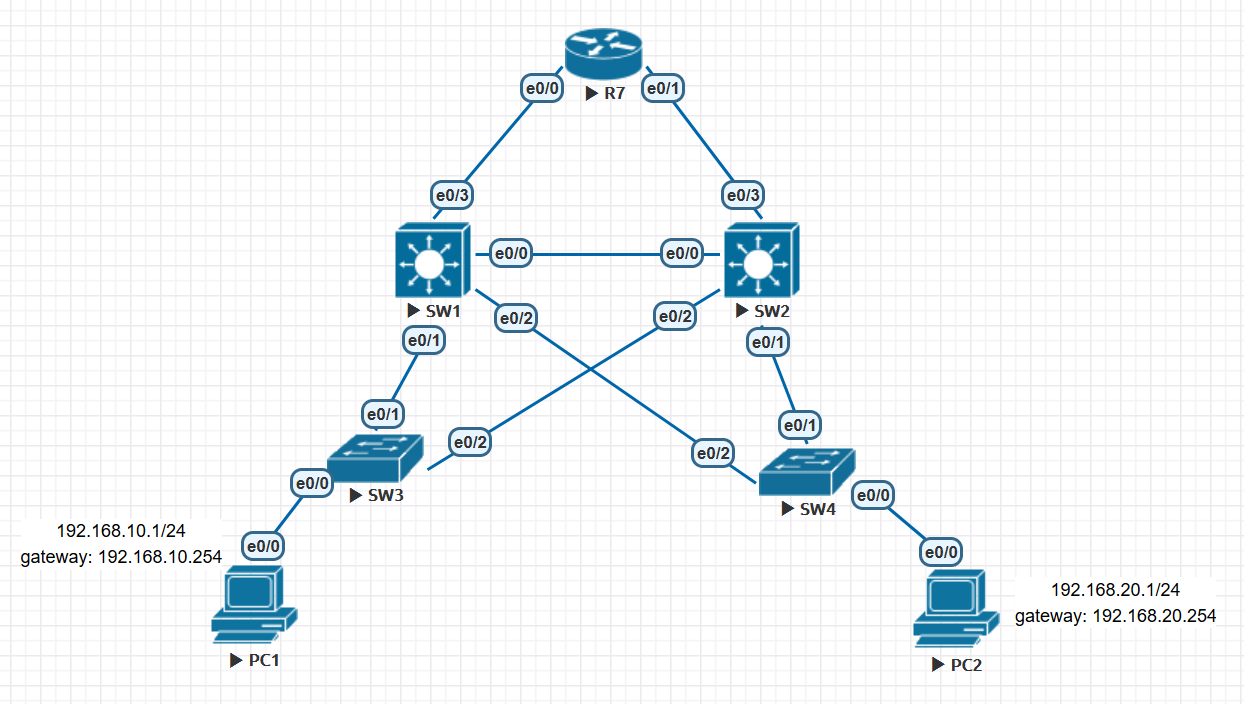 e0/0
R7
e0/1
e0/3
e0/3
e0/0
e0/0
SW1
SW2
e0/2
e0/2
e0/1
e0/1
e0/1
e0/1
e0/2
e0/2
e0/0
SW3
e0/0
SW4
192.168.10.1/24
gateway: 192.168.10.254
e0/0
e0/0
192.168.20.1/24
gateway: 192.168.20.254
PC1
PC2